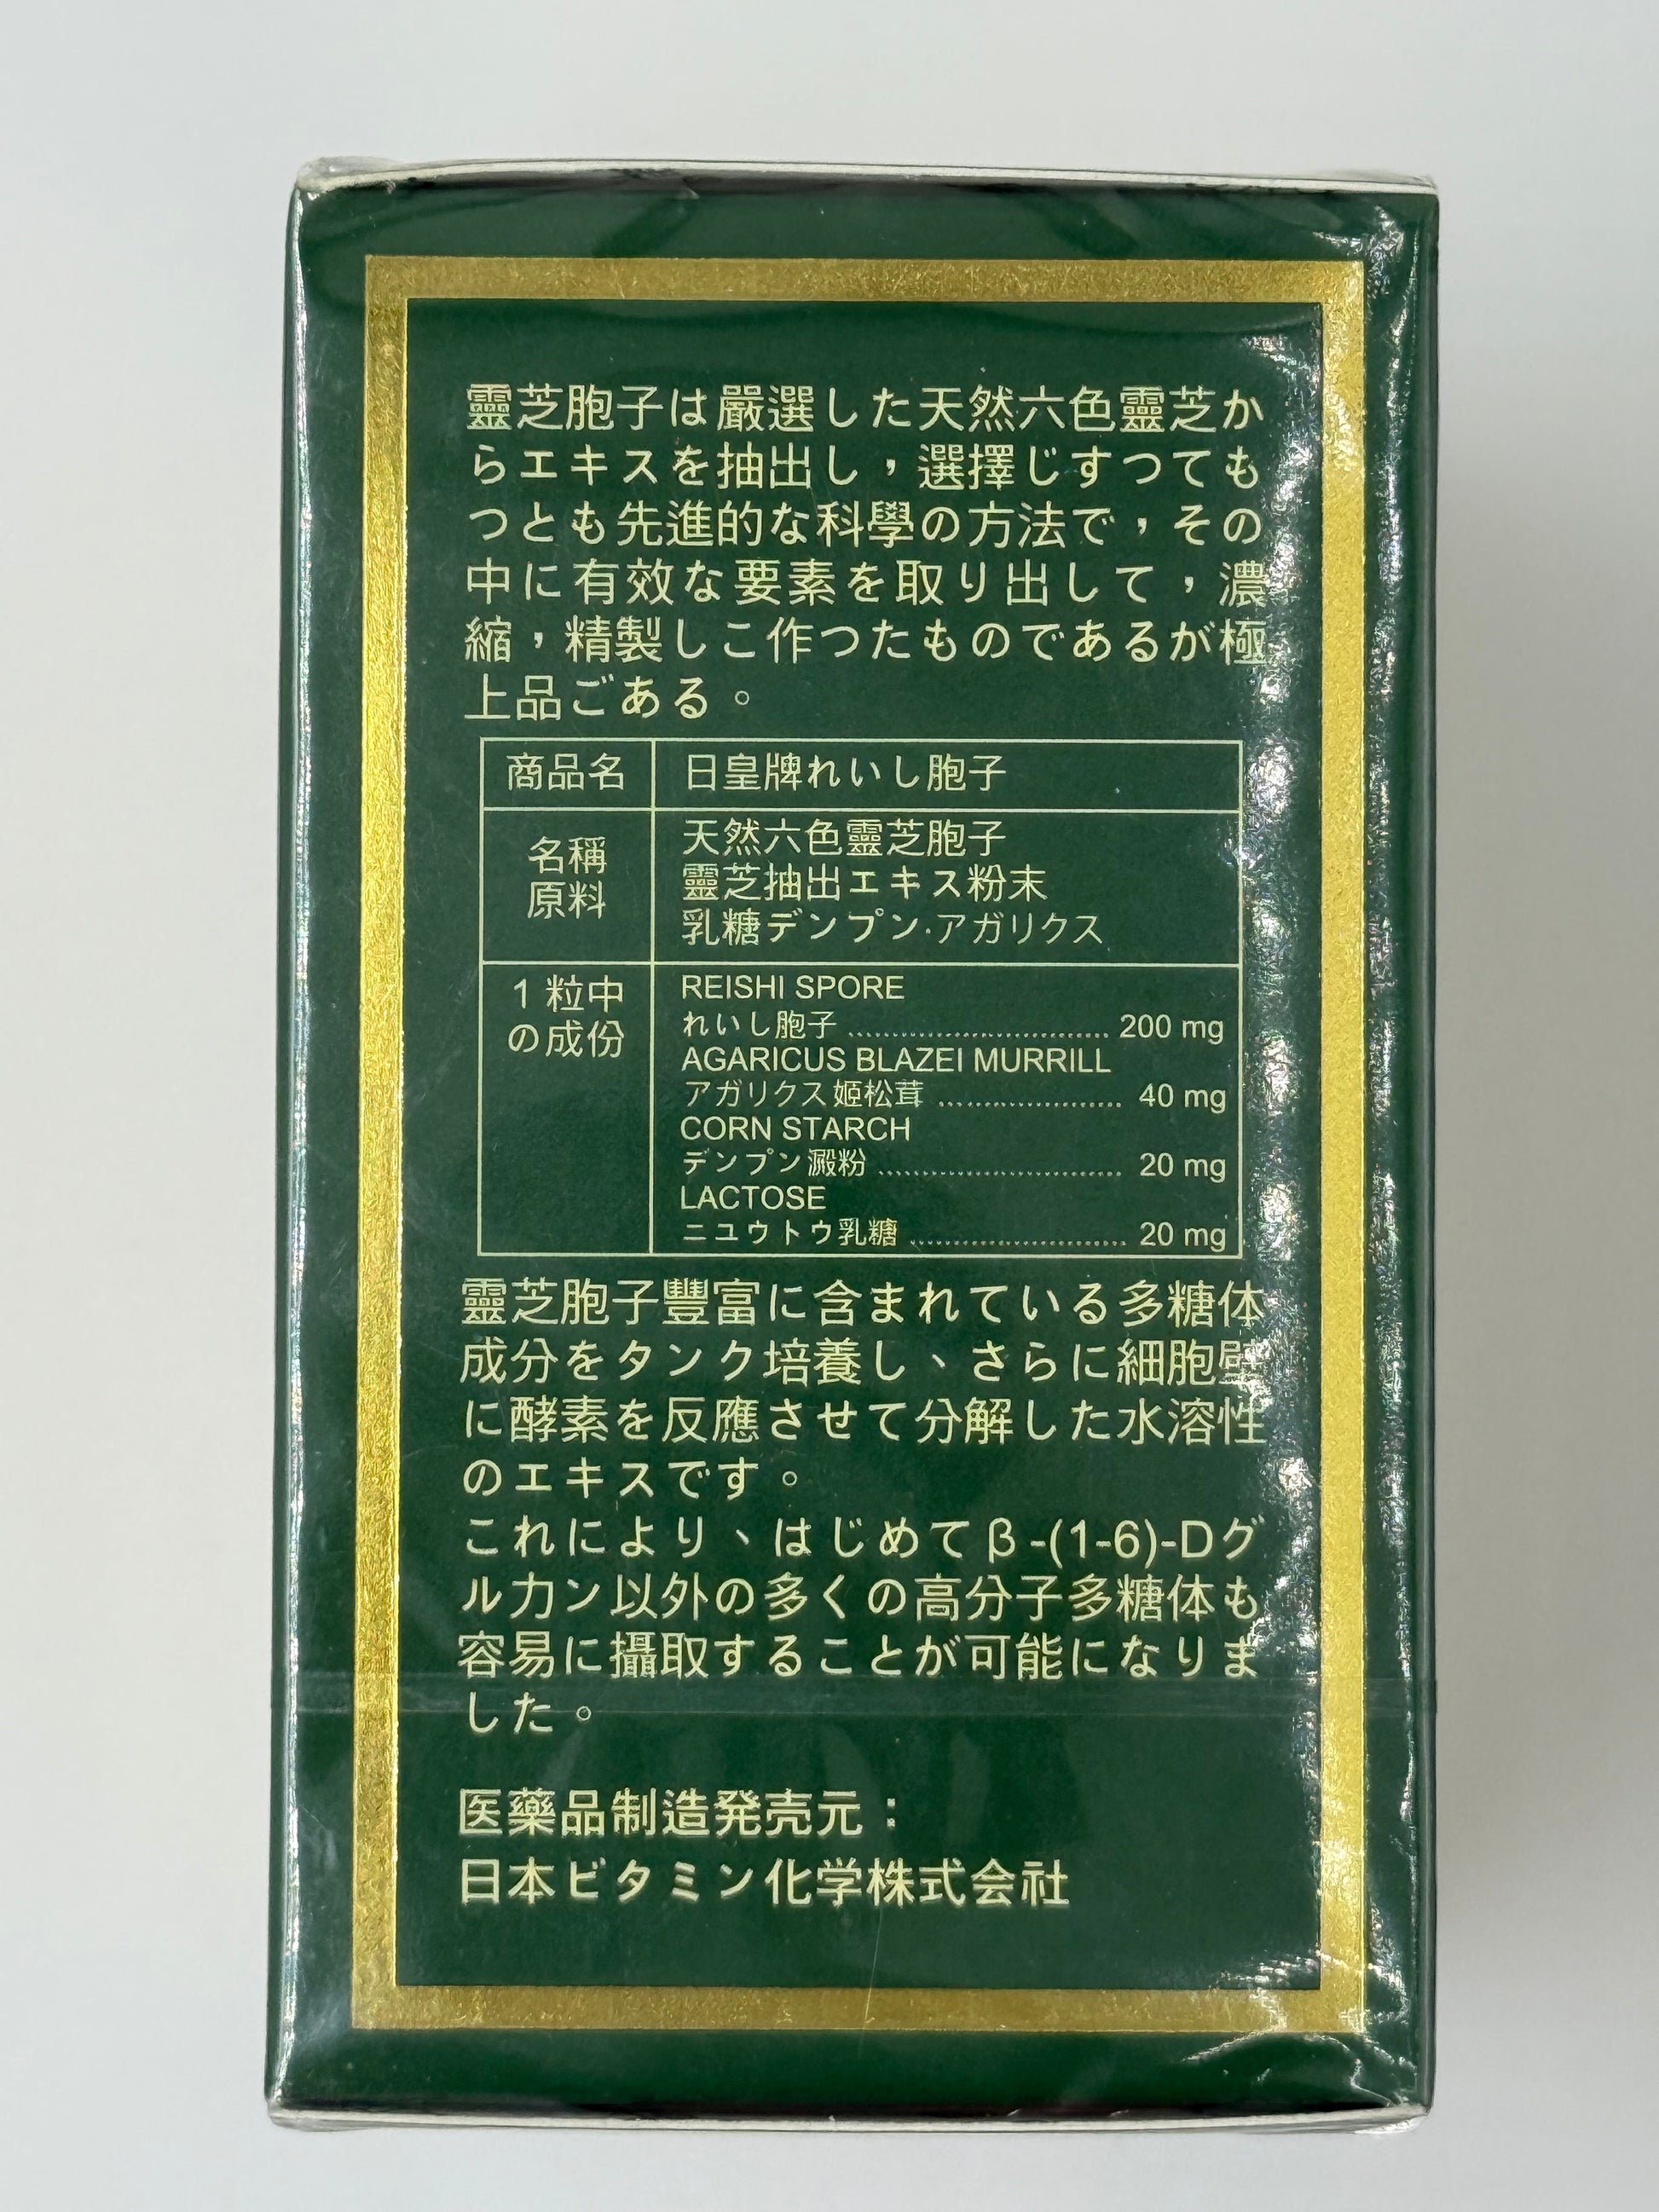 靈芝胞子は嚴選した天然六色靈芝か
らエキスを抽出し，選擇じすつても
つとも先進的な科學の方法で，その
中に有效な要素を取り出して，濃
縮，精製しこ作つたものであるが極
上品ごある。
商品名 日皇牌れいし胞子
名稱
原料
天然六色靈芝胞子
靈芝抽出エキス粉末
乳糖デンプン·アガリクス
1 粒中
の成份
REISHI SPORE
れいし胞子 .................................... 200 mg
AGARICUS BLAZEI MURRILL
アガリクス姬松茸 ......................... 40 mg
CORN STARCH
デンプン澱粉 .................................. 20 mg
LACTOSE
ニユウトウ乳糖 .............................. 20 mg
靈芝胞子豐富に含まれている多糖体
成分をタンク培養し、さらに細胞壁
に酵素を反應させて分解した水溶性
のエキスです。
これにより、はじめてβ-(1-6)-Dグ
ルカン以外の多くの高分子多糖体も
容易に攝取することが可能になりま
した。
医藥品制造発売元：
日本ビタミン化学株式会社